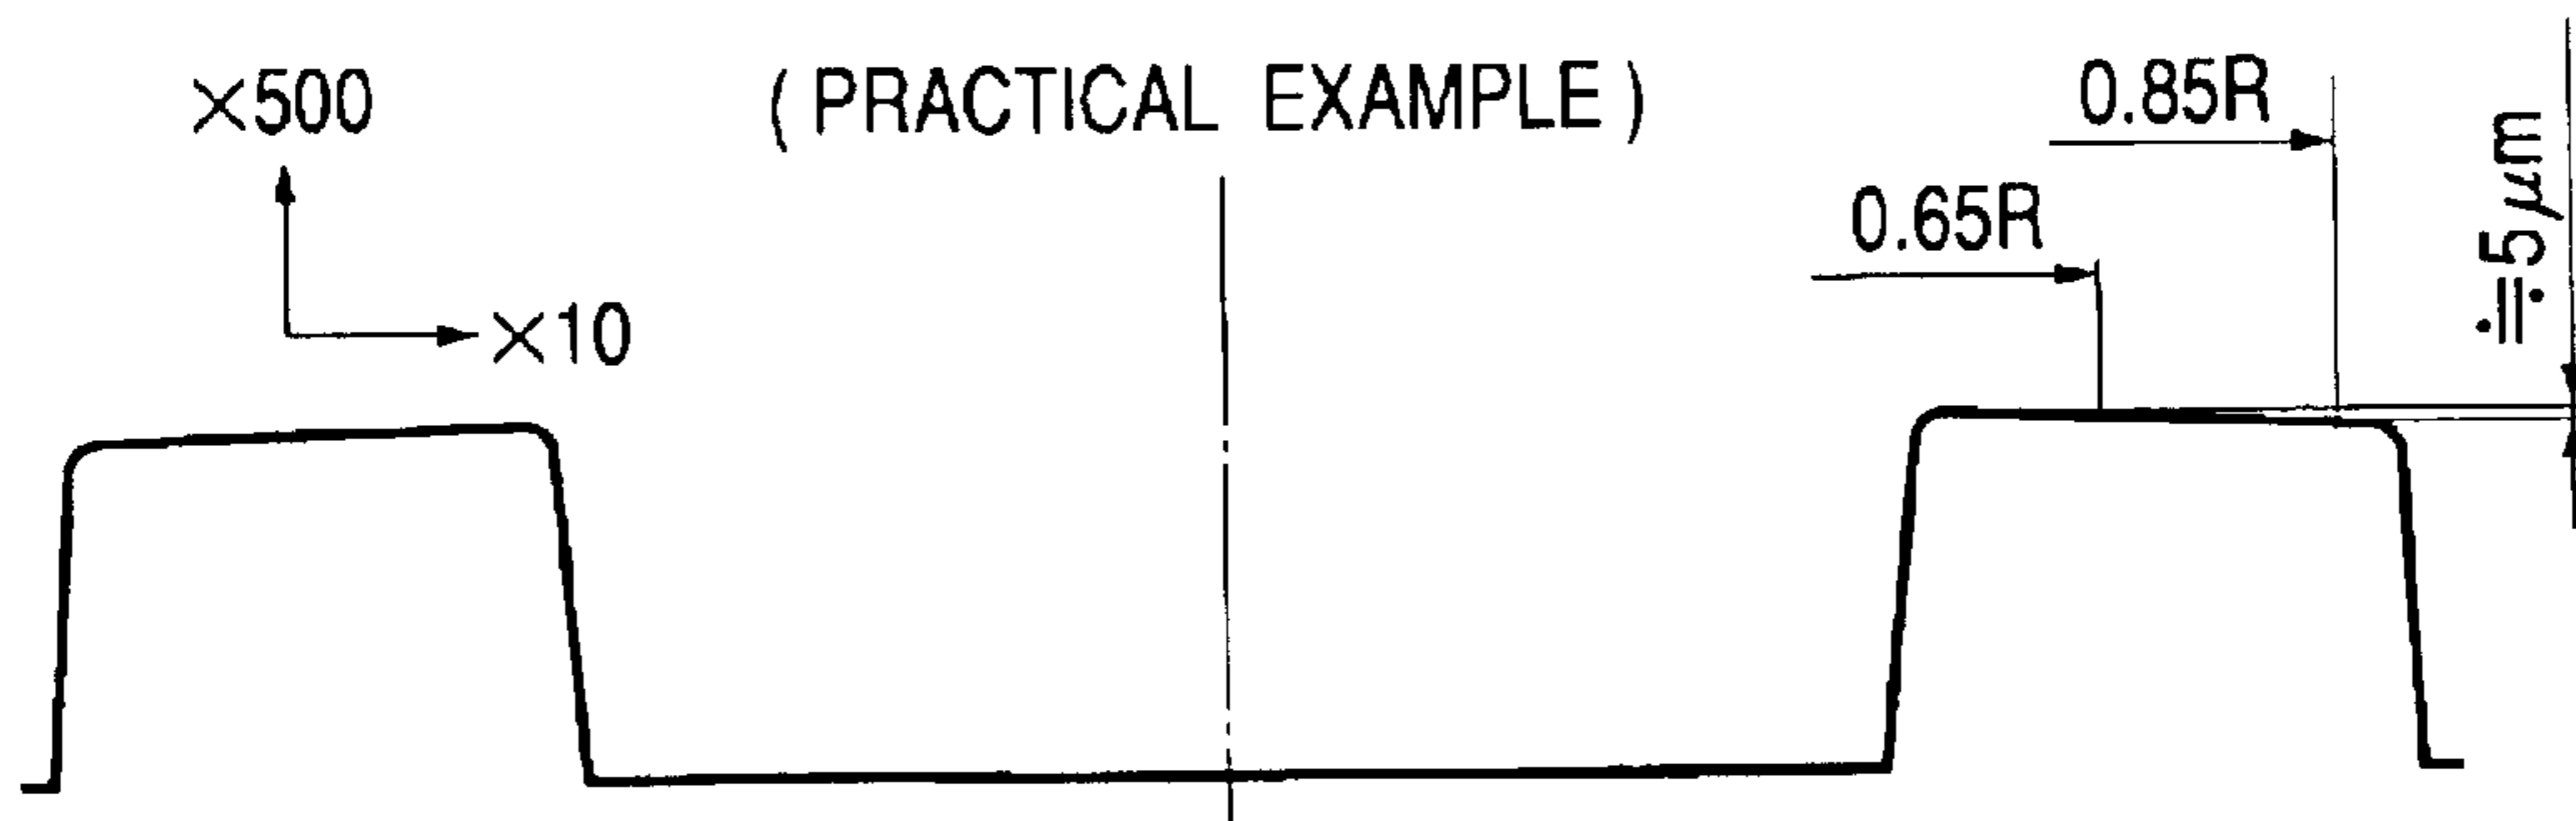 ×500
( PRACTICAL EXAMPLE )
0.85R
0.65R
≒5μm
×10